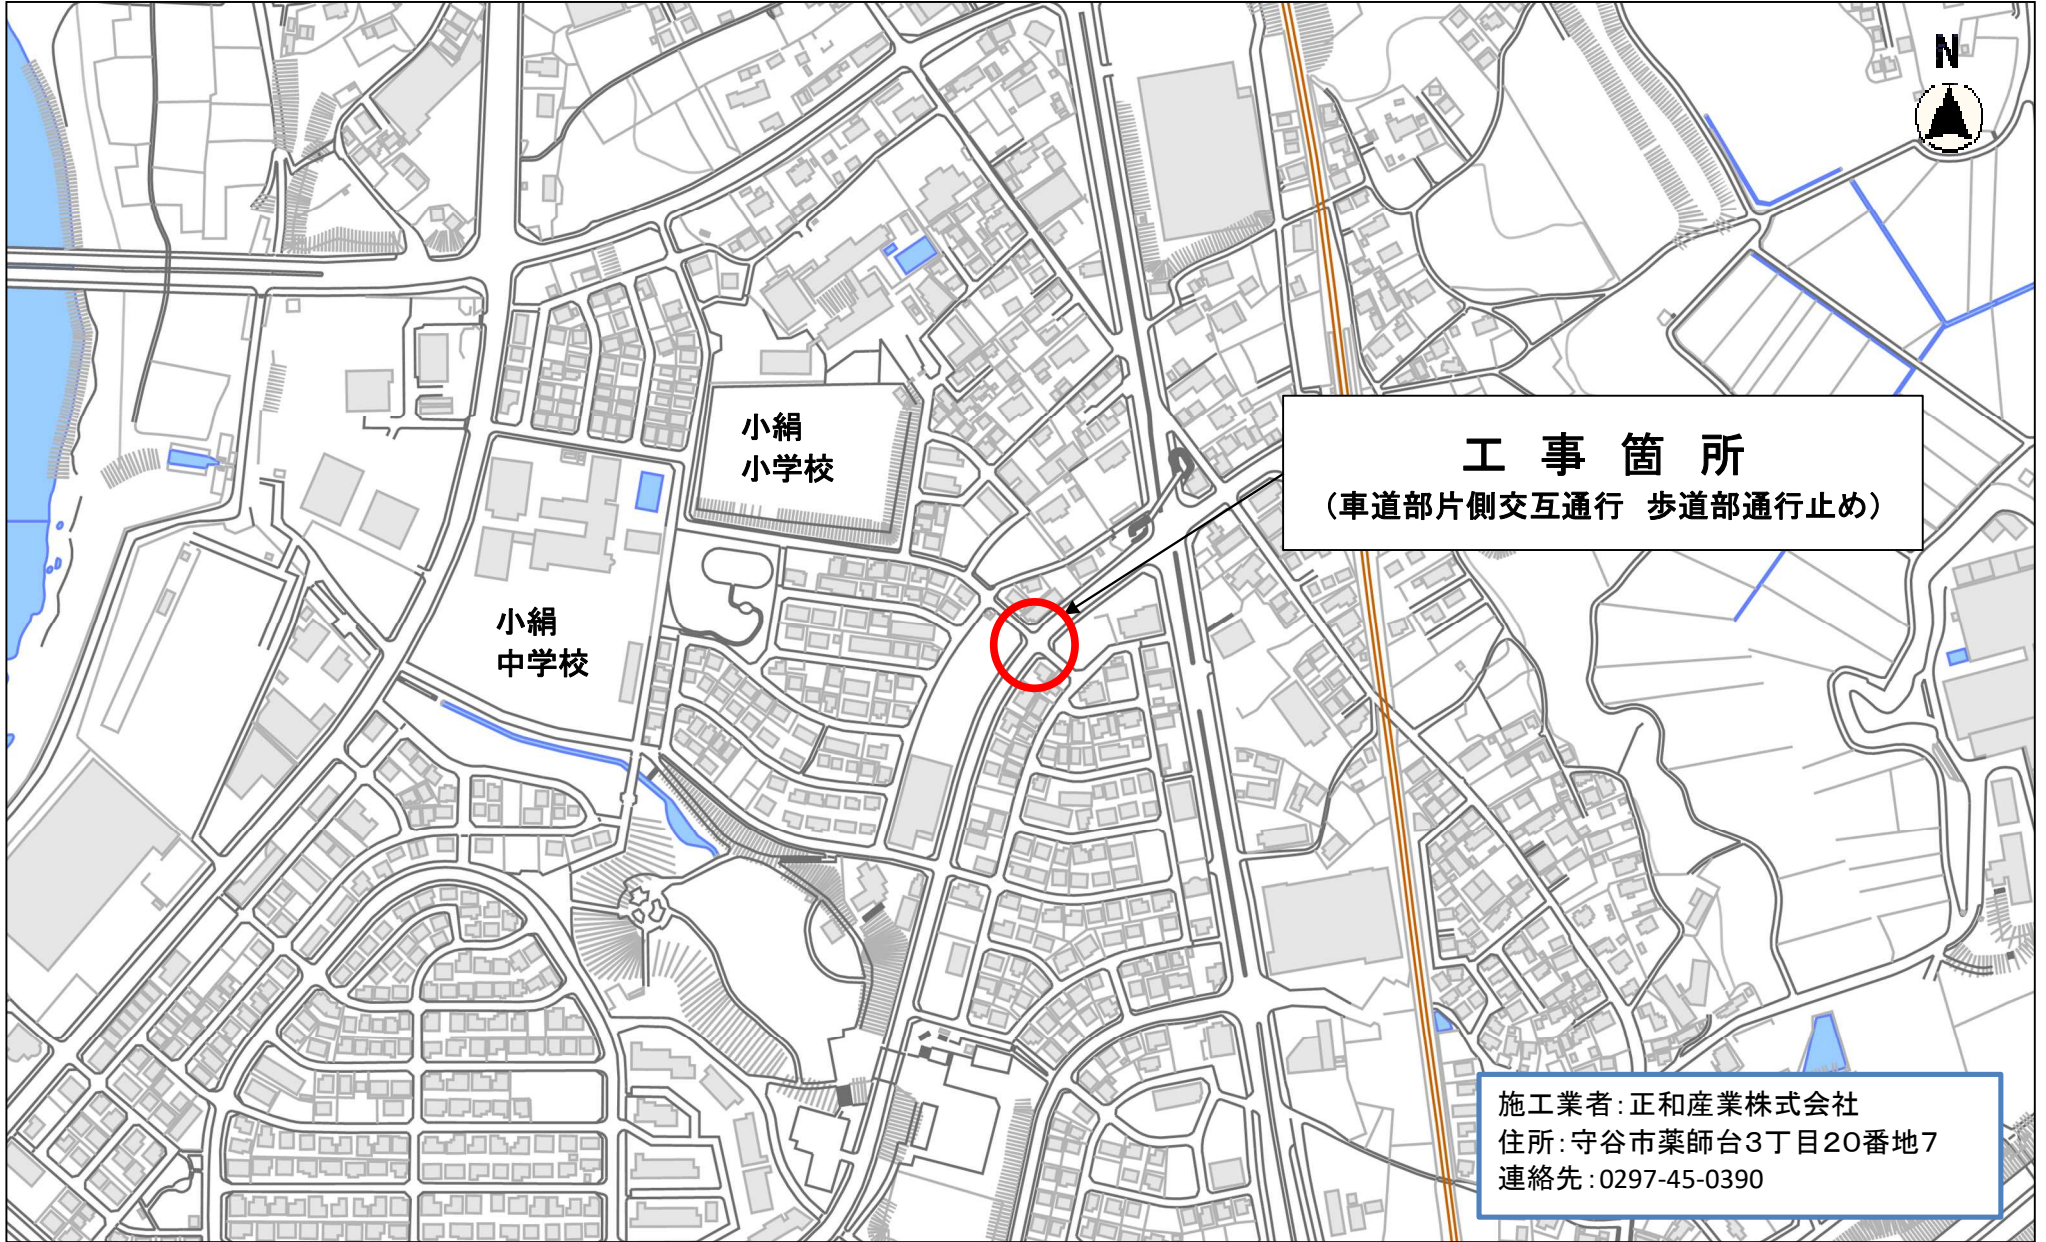 N
小絹
小学校
工事箇所
(車道部片側交互通行 歩道部通行止め)
小絹
中学校
施工業者:正和産業株式会社
住所:守谷市薬師台3丁目20番地7
連絡先:0297-45-0390